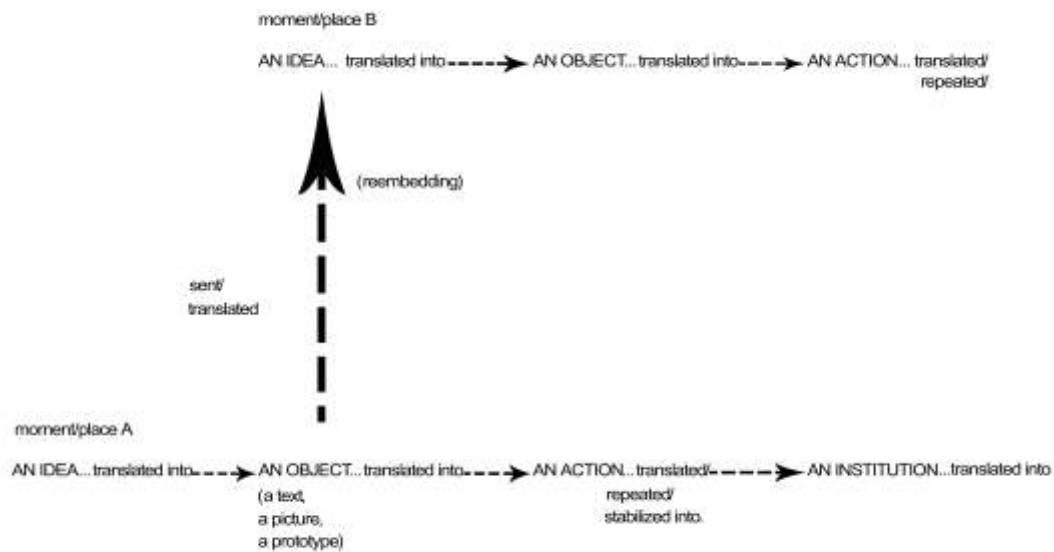 moment/place B
AN IDEA... translated into AN OBJECT... translated into AN ACTION... translated/
repeated/
(reembedding)
sent/
translated
moment/place A
AN IDEA... translated into AN OBJECT... translated into AN ACTION... translated/ AN INSTITUTION... translated into
(a text,
a picture,
a prototype)
repeated/
stabilized into.